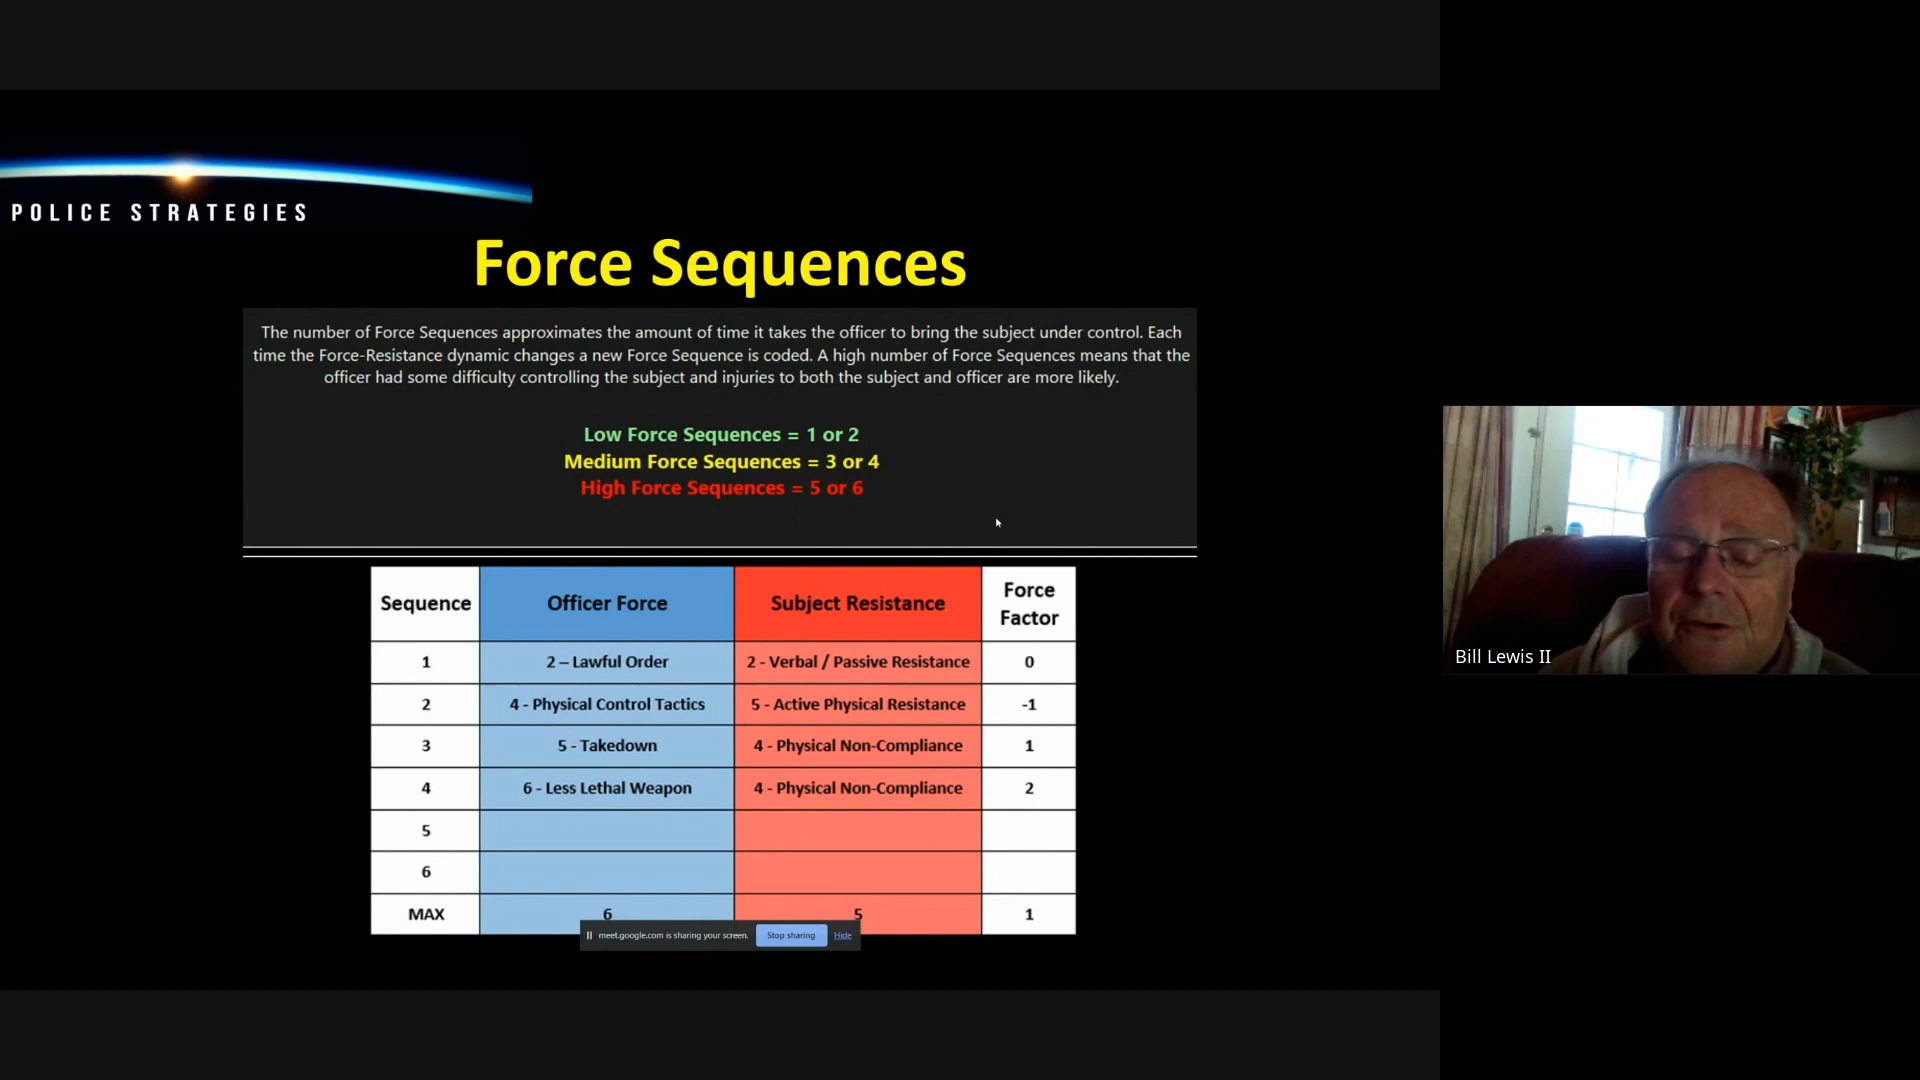 POLICE STRATEGIES
Force Sequences
The number of Force Sequences approximates the amount of time it takes the officer to bring the subject under control. Each
time the Force-Resistance dynamic changes a new Force Sequence is coded. A high number of Force Sequences means that the
officer had some difficulty controlling the subject and injuries to both the subject and officer are more likely.
Low Force Sequences = 1 or 2
Medium Force Sequences = 3 or 4
High Force Sequences = 5 or 6
Sequence Officer Force Subject Resistance Force Factor
1 2 – Lawful Order 2 - Verbal / Passive Resistance 0
2 4 - Physical Control Tactics 5 - Active Physical Resistance -1
3 5 - Takedown 4 - Physical Non-Compliance 1
4 6 - Less Lethal Weapon 4 - Physical Non-Compliance 2
5
6
MAX 6 5 1
meet.google.com is sharing your screen. Stop sharing Hide
Bill Lewis II